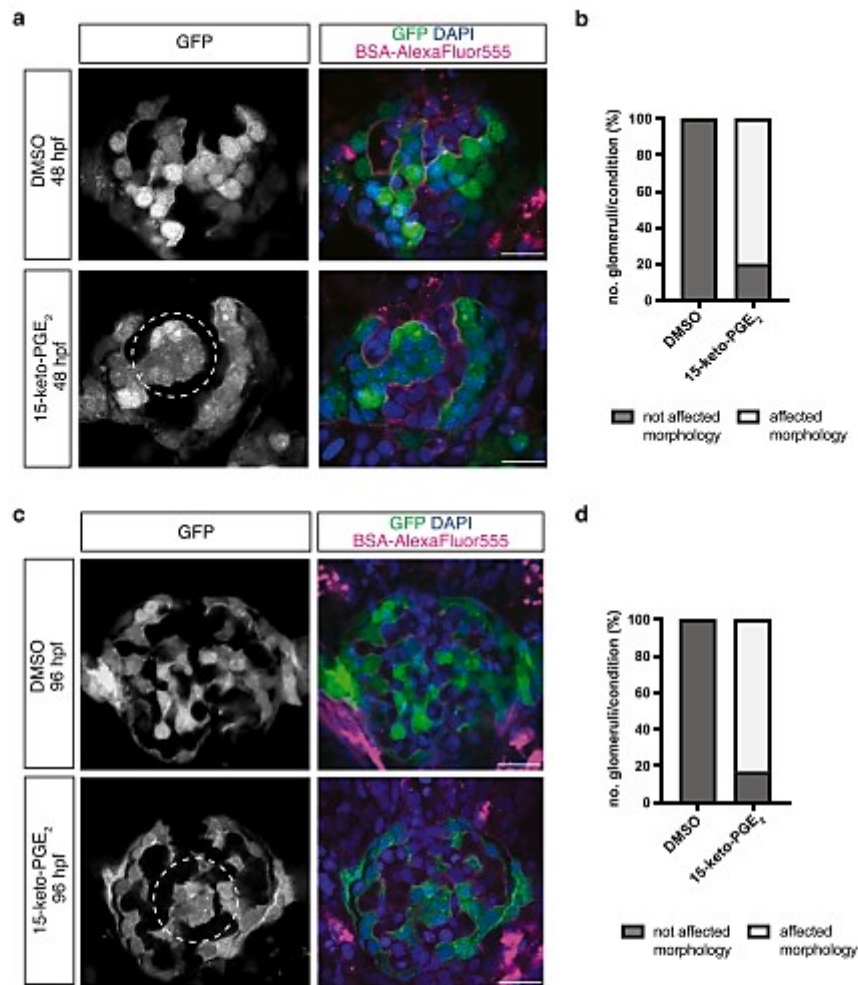 a
GFP
GFP DAPI
BSA-AlexaFluor555
DMSO
48 hpf
15-keto-PGE₂
48 hpf
b
no. glomeruli/condition (%)
100
80
60
40
20
0
DMSO
15-keto-PGE₂
not affected
morphology
affected
morphology
c
GFP
GFP DAPI
BSA-AlexaFluor555
DMSO
96 hpf
15-keto-PGE₂
96 hpf
d
no. glomeruli/condition (%)
100
80
60
40
20
0
DMSO
15-keto-PGE₂
not affected
morphology
affected
morphology